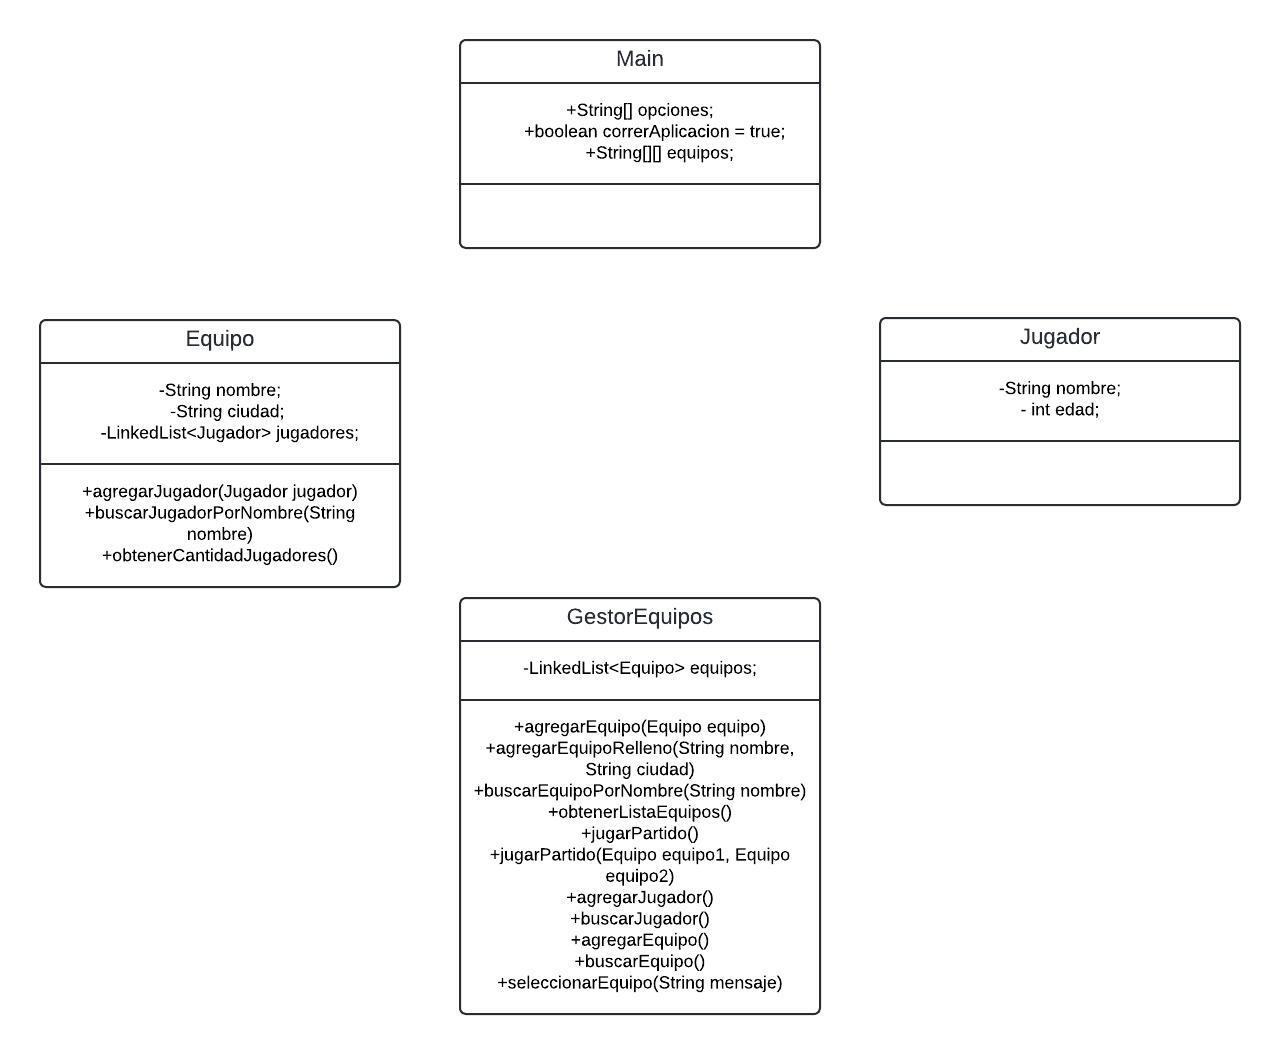 Main
+String[] opciones;
+boolean correrAplicacion = true;
+String[][] equipos;
Equipo
-String nombre;
-String ciudad;
-LinkedList<Jugador> jugadores;
+agregarJugador(Jugador jugador)
+buscarJugadorPorNombre(String
nombre)
+obtenerCantidadJugadores()
Jugador
-String nombre;
- int edad;
GestorEquipos
-LinkedList<Equipo> equipos;
+agregarEquipo(Equipo equipo)
+agregarEquipoRelleno(String nombre,
String ciudad)
+buscarEquipoPorNombre(String nombre)
+obtenerListaEquipos()
+jugarPartido()
+jugarPartido(Equipo equipo1, Equipo
equipo2)
+agregarJugador()
+buscarJugador()
+agregarEquipo()
+buscarEquipo()
+seleccionarEquipo(String mensaje)